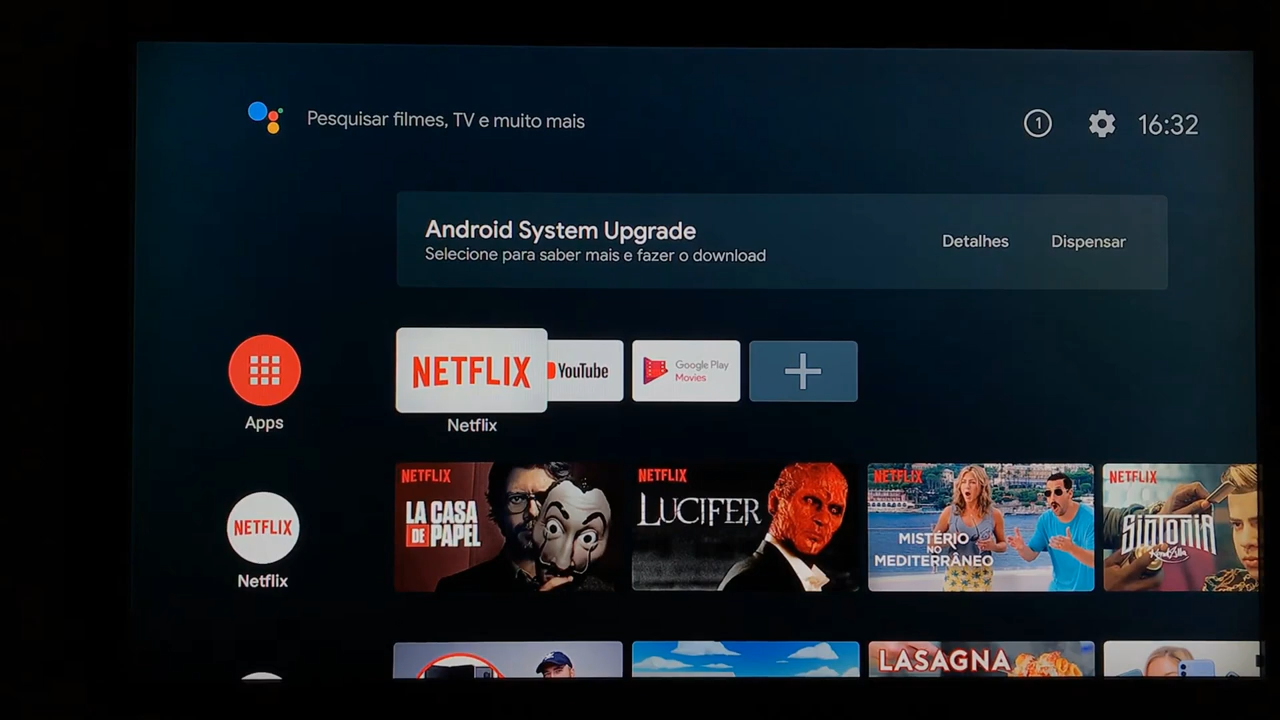 Pesquisar filmes, TV e muito mais
1
16:32
Android System Upgrade
Selecione para saber mais e fazer o download
Detalhes
Dispensar
Apps
NETFLIX
YouTube
Google Play
Movies
Netflix
NETFLIX
Netflix
NETFLIX
LA CASA
DE PAPEL
NETFLIX
LUCIFER
NETFLIX
MISTÉRIO
NO
MEDITERRÂNEO
NETFLIX
SINTONIA
LASAGNA